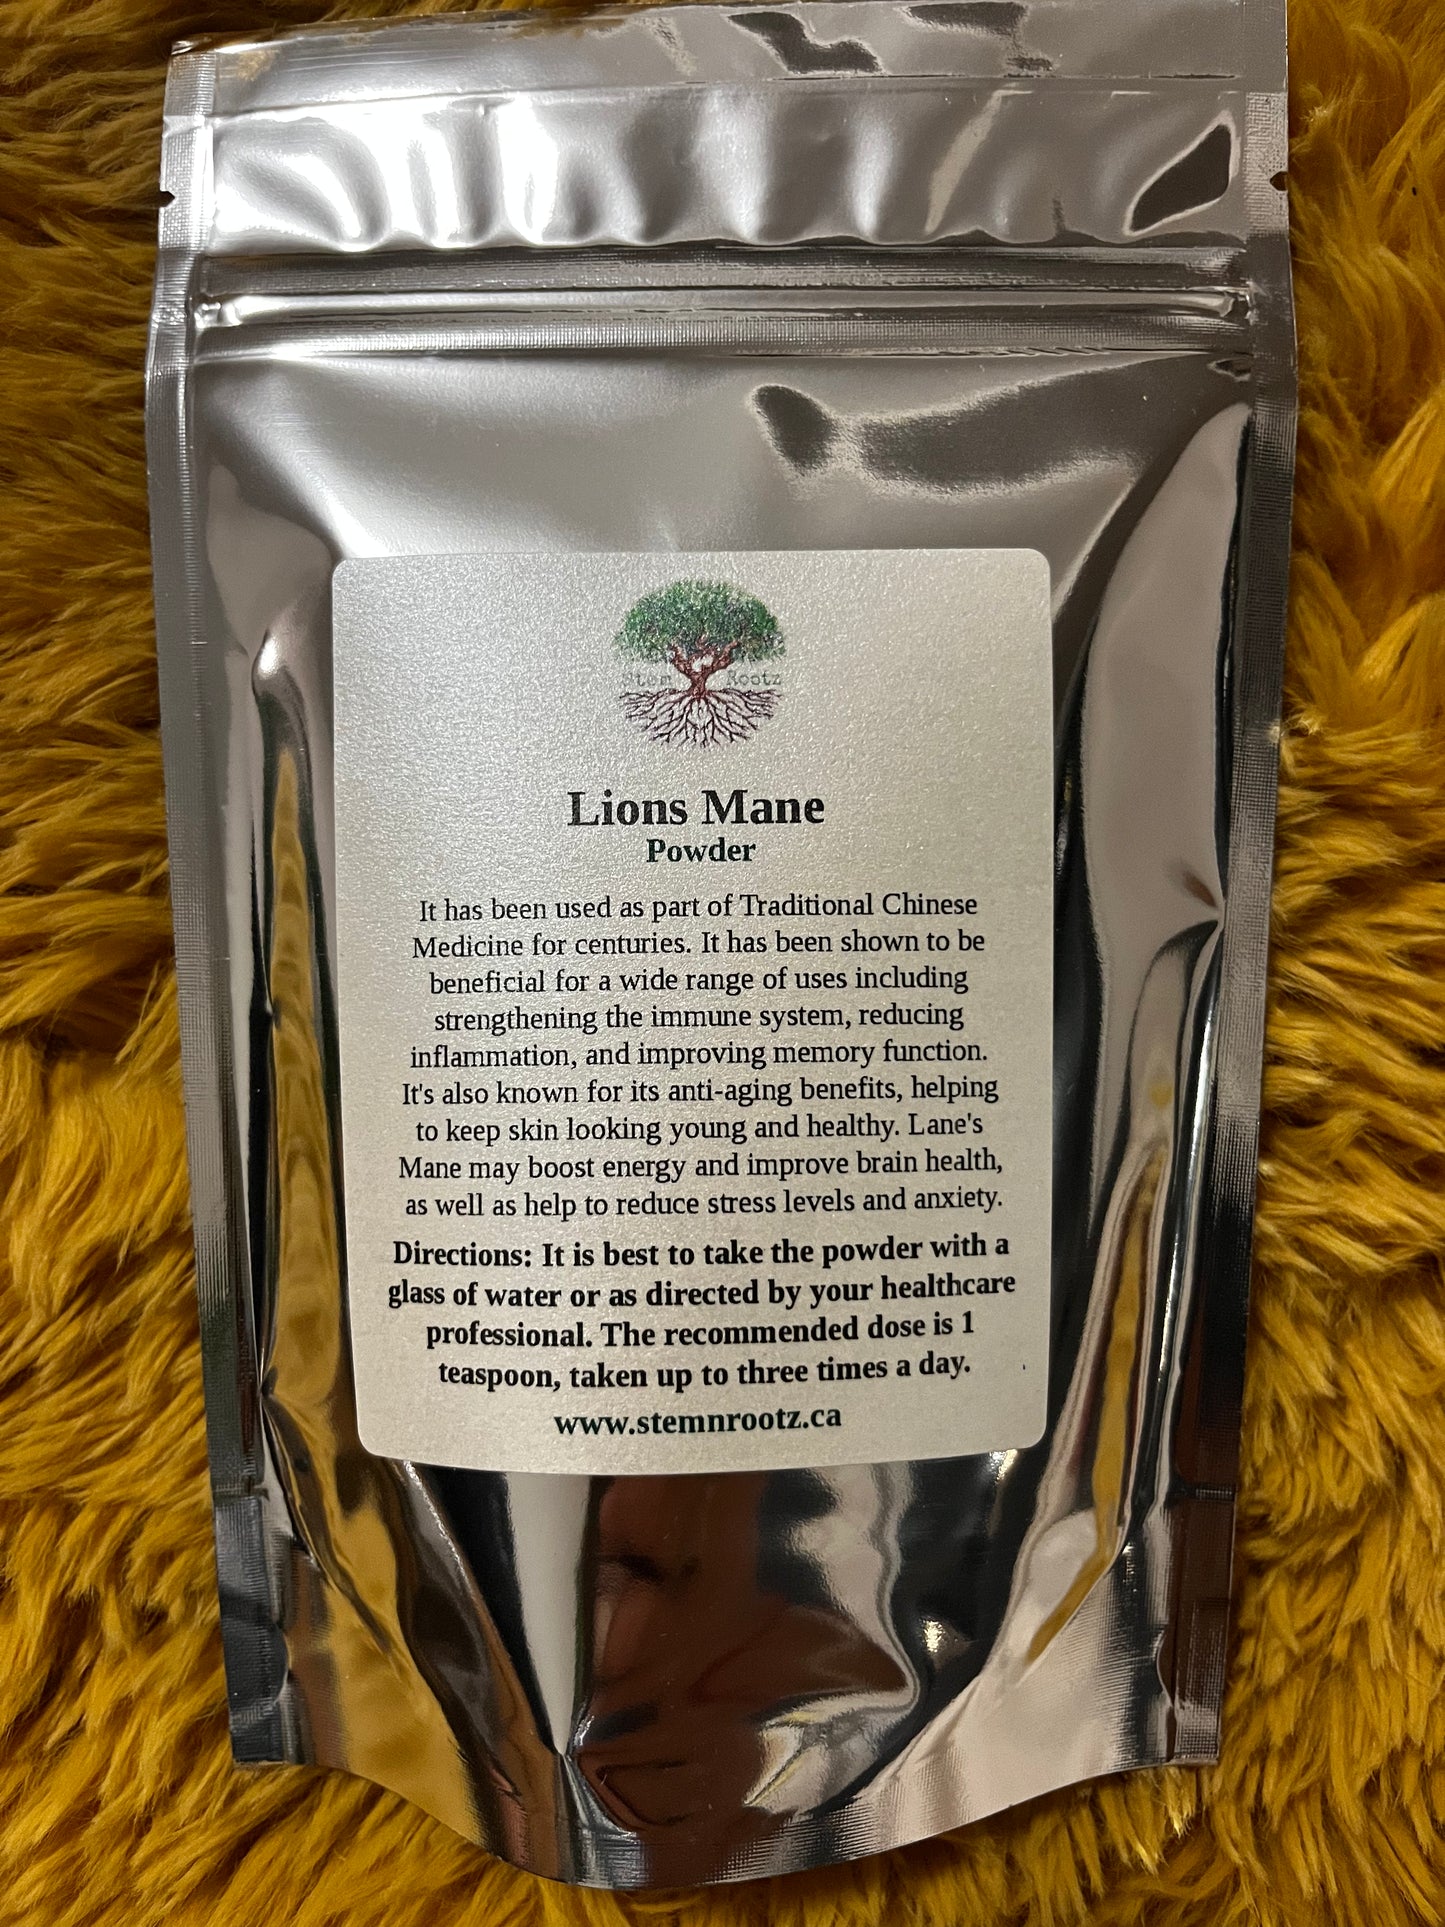 Stem Rootz
Lions Mane
Powder
It has been used as part of Traditional Chinese
Medicine for centuries. It has been shown to be
beneficial for a wide range of uses including
strengthening the immune system, reducing
inflammation, and improving memory function.
It's also known for its anti-aging benefits, helping
to keep skin looking young and healthy. Lane's
Mane may boost energy and improve brain health,
as well as help to reduce stress levels and anxiety.
Directions: It is best to take the powder with a
glass of water or as directed by your healthcare
professional. The recommended dose is 1
teaspoon, taken up to three times a day.
www.stemnrootz.ca